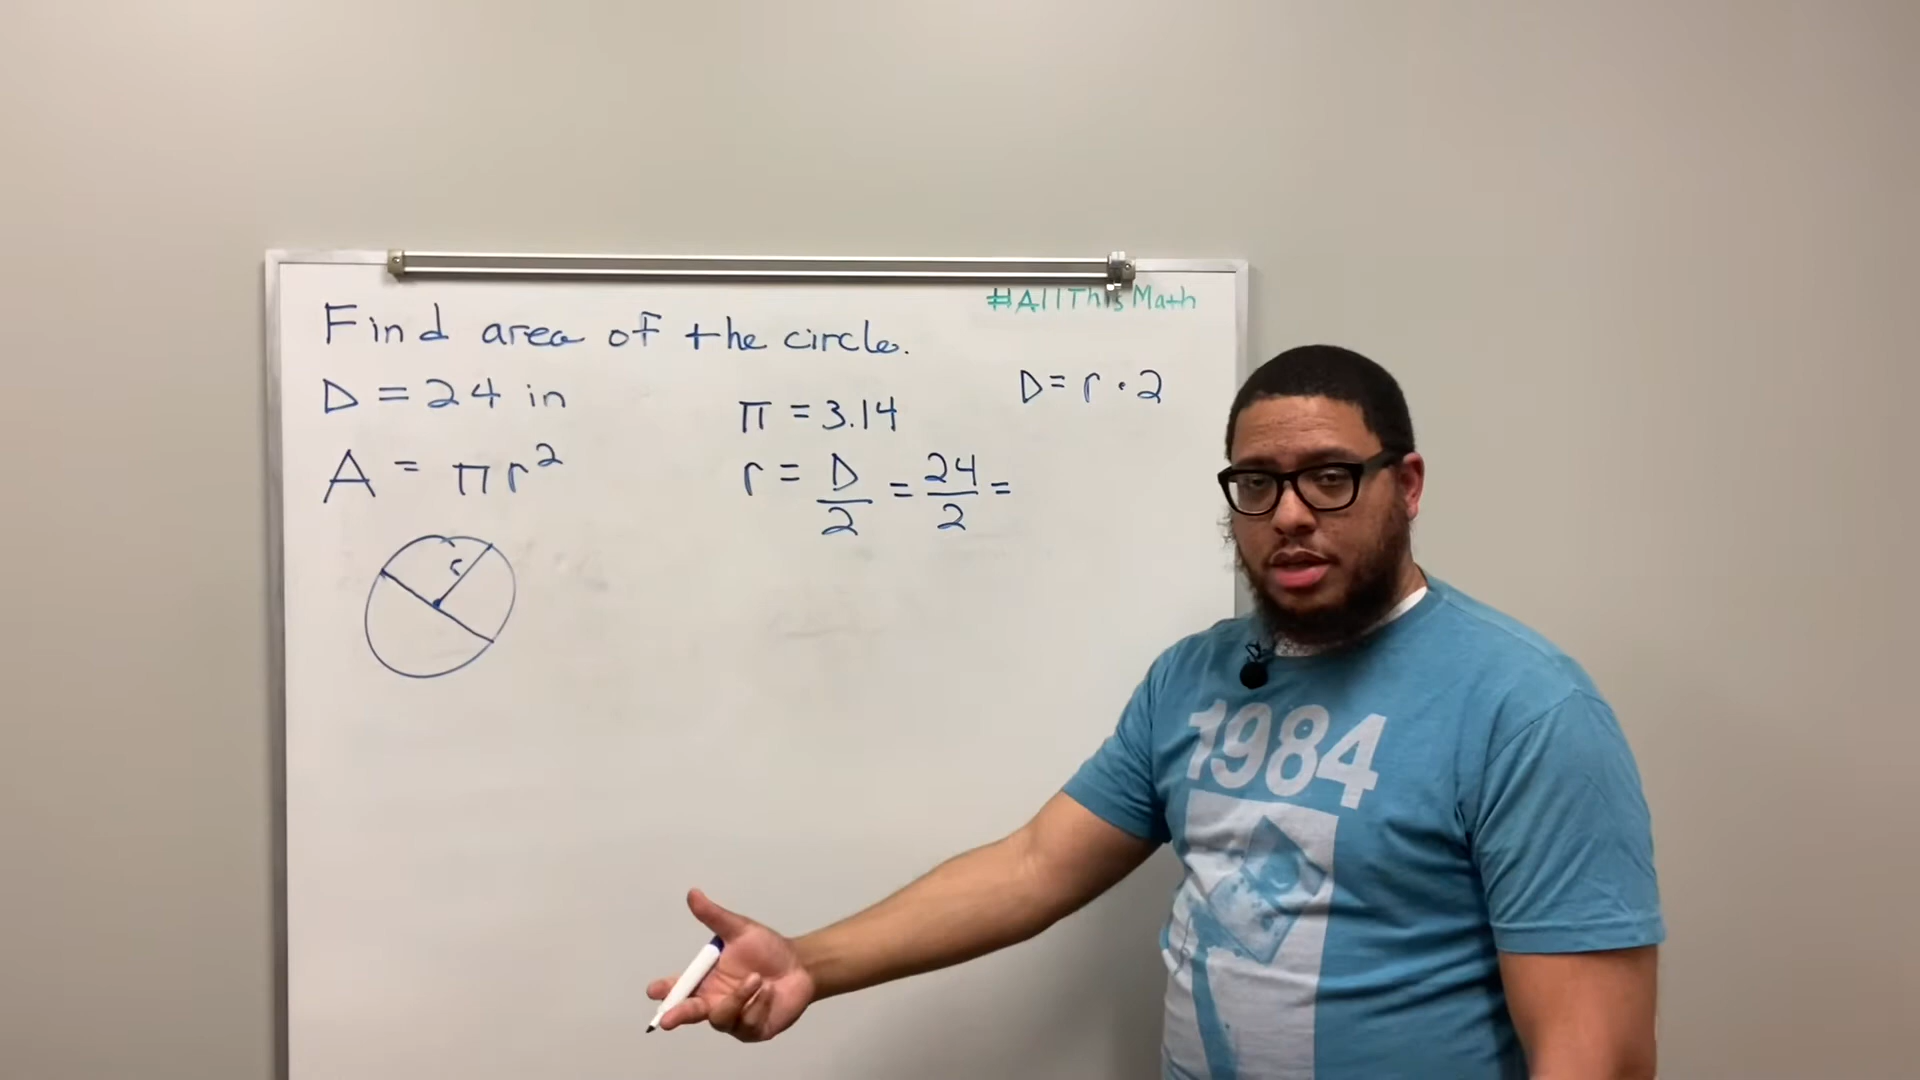 #AllThisMath
Find area of the circle.
D = 24 in
π = 3.14
D = r · 2
A = πr²
r = D/2 = 24/2 =
r
1984